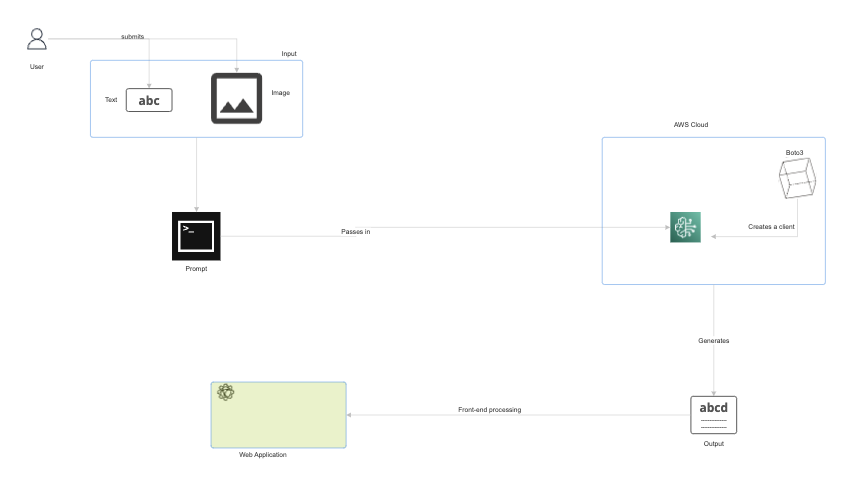 submits
User
Input
Text
abc
Image
AWS Cloud
Boto3
>_
Passes in
Creates a client
Prompt
Generates
abcd
Front-end processing
Output
Web Application